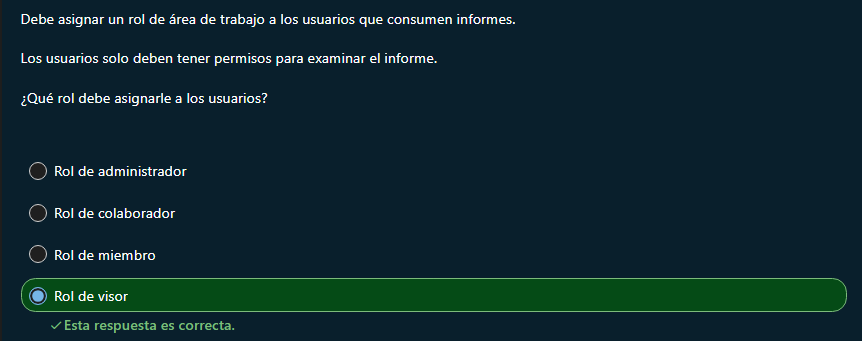 Debe asignar un rol de área de trabajo a los usuarios que consumen informes.
Los usuarios solo deben tener permisos para examinar el informe.
¿Qué rol debe asignarle a los usuarios?
Rol de administrador
Rol de colaborador
Rol de miembro
Rol de visor
Esta respuesta es correcta.